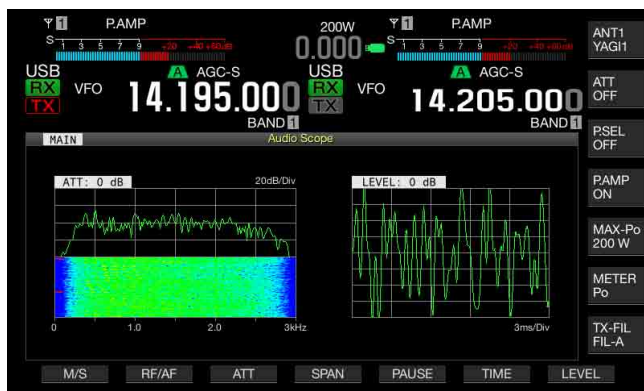 1 P.AMP 200W 1 P.AMP ANT1
YAGI1
S 1 3 5 7 9 +20 +40 +60dB 0.000 S 1 3 5 7 9 +20 +40 +60dB
USB A AGC-S USB A AGC-S
ATT
OFF
RX VFO 14.195.000 RX VFO 14.205.000
TX TX
BAND 1 BAND 1
P.SEL
OFF
MAIN Audio Scope
ATT: 0 dB 20dB/Div LEVEL: 0 dB
P.AMP
ON
MAX-Po
200 W
METER
Po
0 1.0 2.0 3kHz 3ms/Div
TX-FIL
FIL-A
M/S RF/AF ATT SPAN PAUSE TIME LEVEL